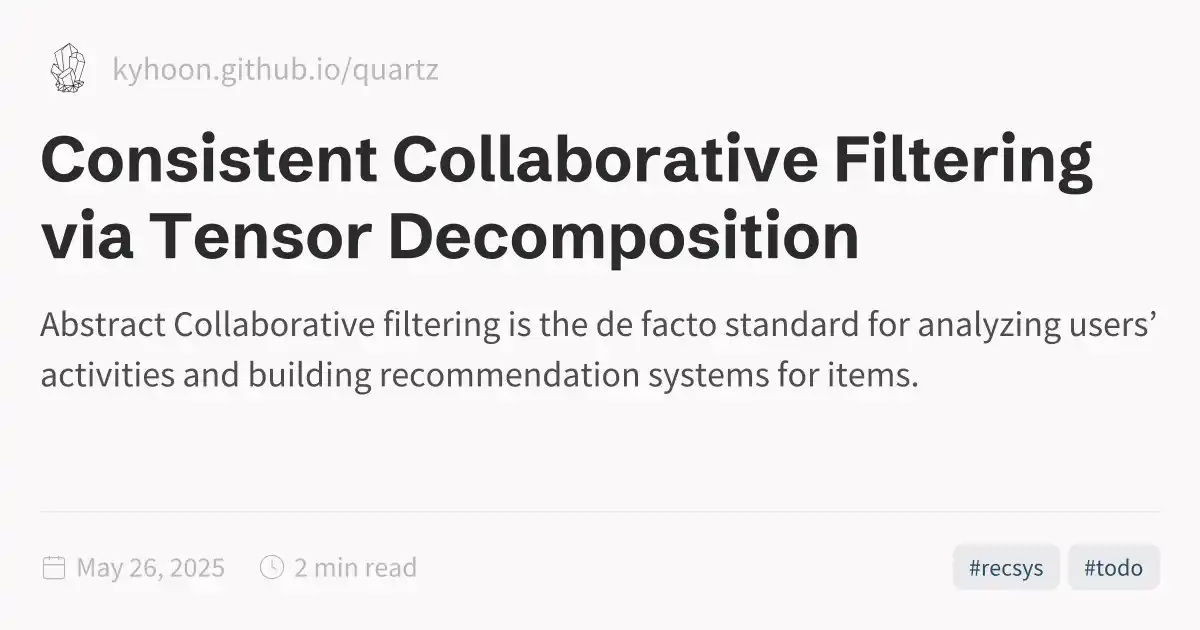 kyhoon.github.io/quartz
Consistent Collaborative Filtering
via Tensor Decomposition
Abstract Collaborative filtering is the de facto standard for analyzing users’
activities and building recommendation systems for items.
May 26, 2025 2 min read #recsys #todo